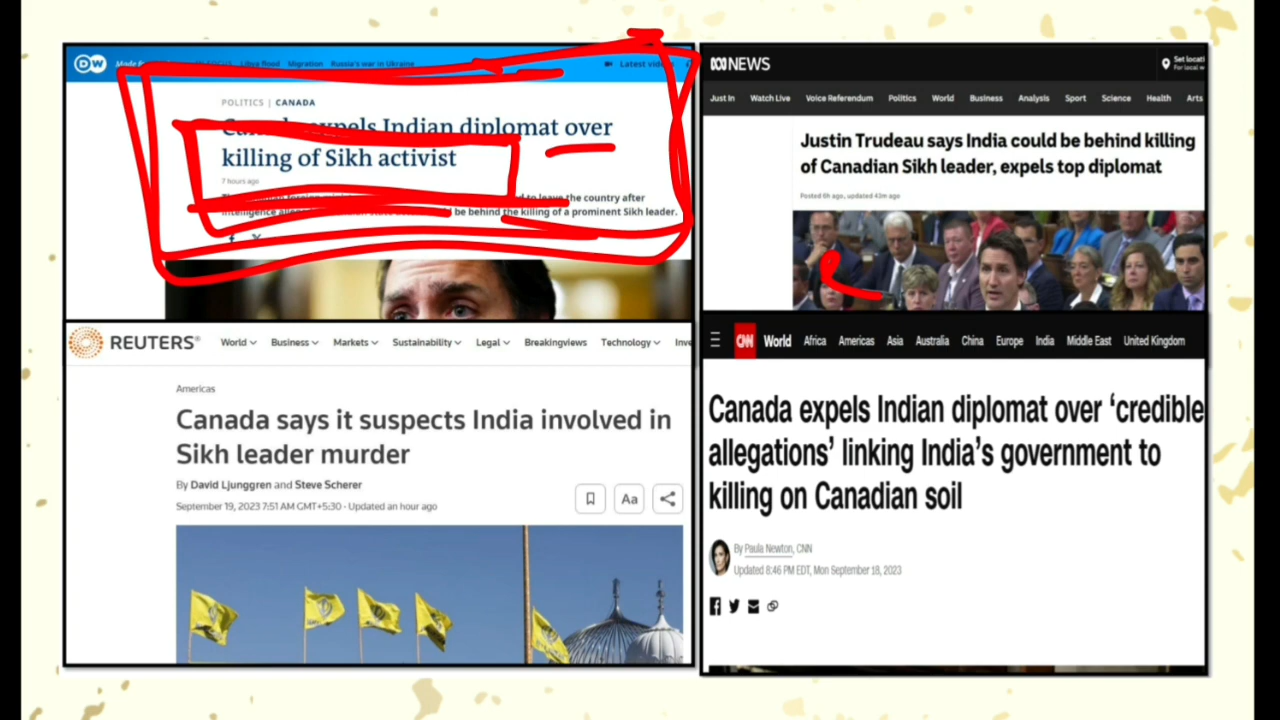 DW
Libya flood Migration Russia's war in Ukraine
Latest videos
POLITICS | CANADA
Canada expels Indian diplomat over
killing of Sikh activist
7 hours ago
to leave the country after
intelligence be behind the killing of a prominent Sikh leader.
REUTERS®
World Business Markets Sustainability Legal Breakingviews Technology Inve
Americas
Canada says it suspects India involved in
Sikh leader murder
By David Ljunggren and Steve Scherer
September 19, 2023 7:51 AM GMT+5:30 · Updated an hour ago
Aa
NEWS
Set locati
For local w
Just In Watch Live Voice Referendum Politics World Business Analysis Sport Science Health Arts
Justin Trudeau says India could be behind killing
of Canadian Sikh leader, expels top diplomat
Posted 6h ago, updated 43m ago
CNN World Africa Americas Asia Australia China Europe India Middle East United Kingdom
Canada expels Indian diplomat over ‘credible
allegations’ linking India’s government to
killing on Canadian soil
By Paula Newton, CNN
Updated 8:46 PM EDT, Mon September 18, 2023